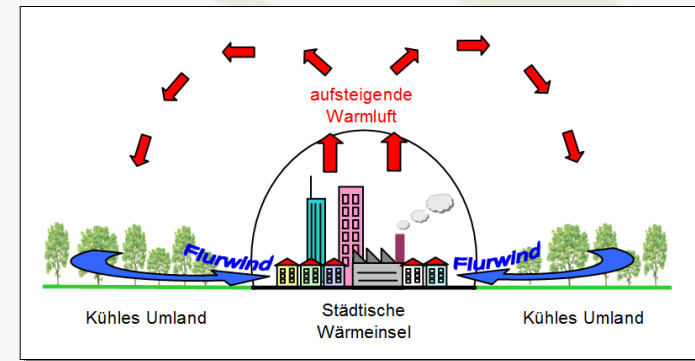 aufsteigende
Warmluft
Flurwind
Flurwind
Kühles Umland
Städtische
Wärmeinsel
Kühles Umland